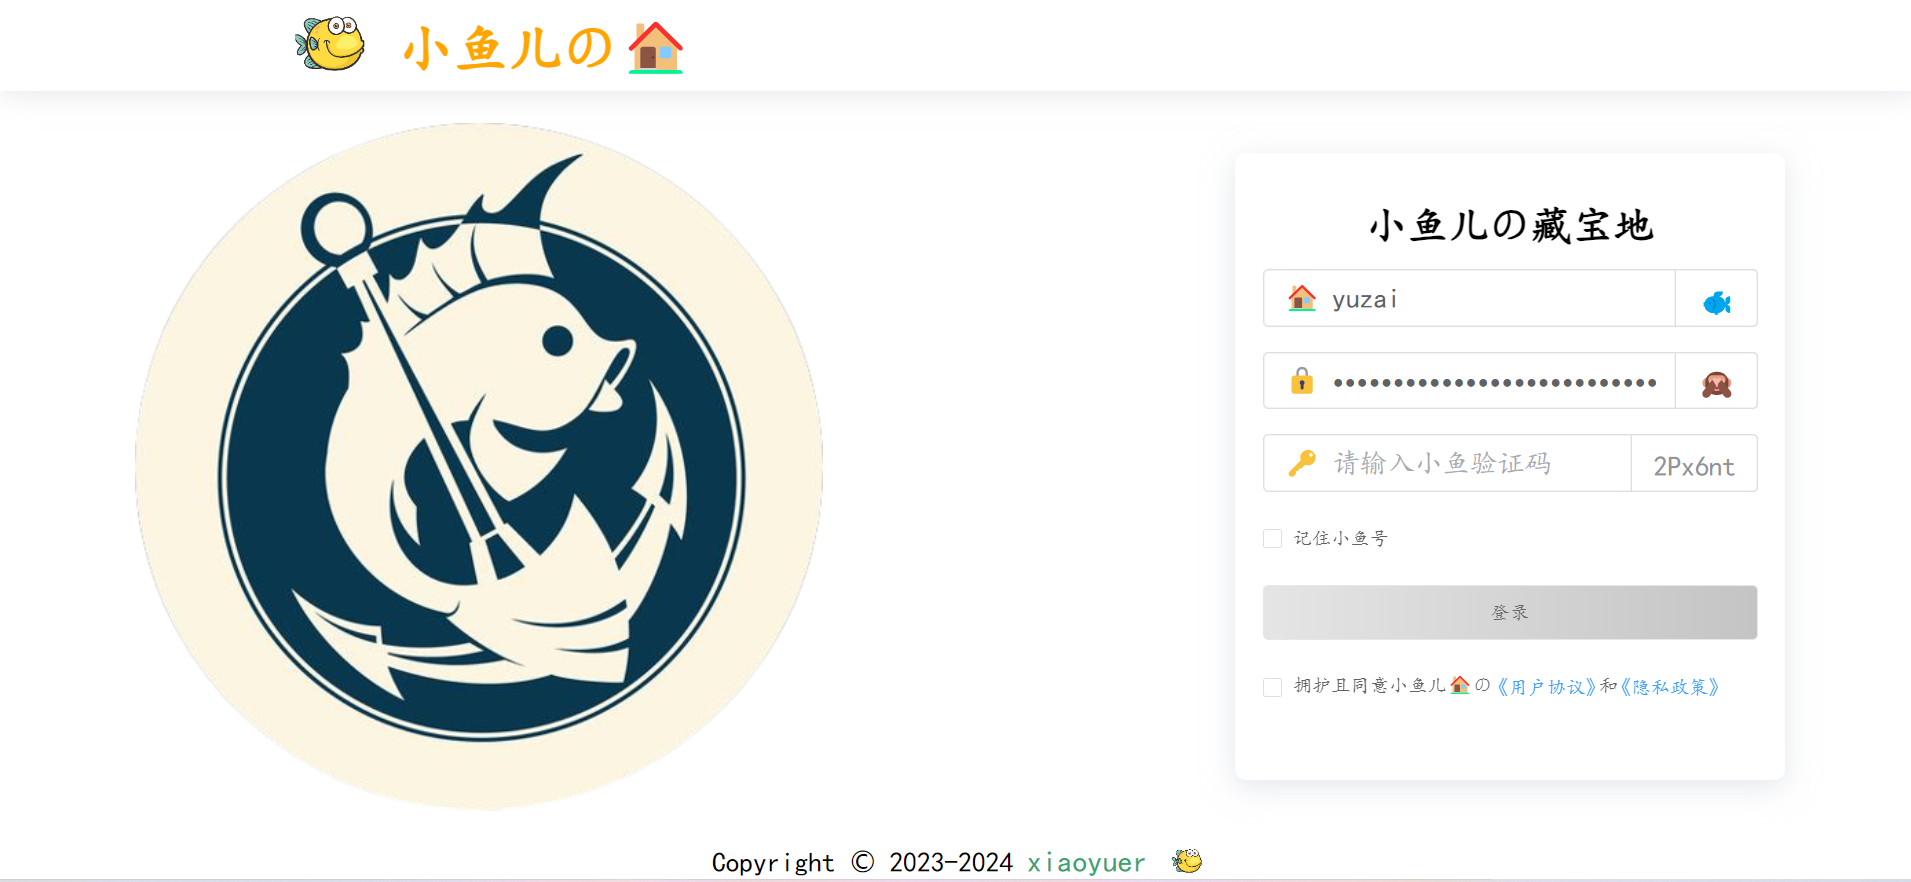 小鱼儿の
小鱼儿の藏宝地
yuzai
••••••••••••••••••••••••••••
请输入小鱼验证码
2Px6nt
记住小鱼号
登录
拥护且同意小鱼儿🏠の《用户协议》和《隐私政策》
Copyright © 2023-2024 xiaoyuer